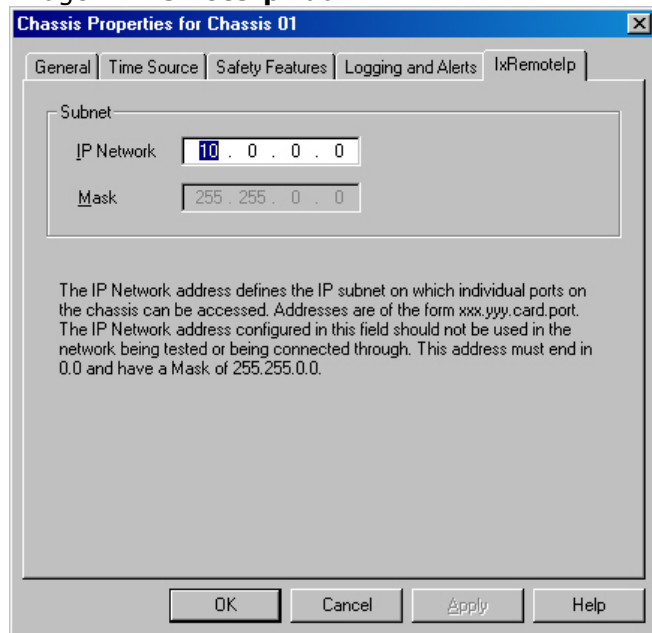 Chassis Properties for Chassis 01
General Time Source Safety Features Logging and Alerts IxRemoteIp
Subnet
IP Network 10 . 0 . 0 . 0
Mask 255 . 255 . 0 . 0
The IP Network address defines the IP subnet on which individual ports on
the chassis can be accessed. Addresses are of the form xxx.yyy.card.port.
The IP Network address configured in this field should not be used in the
network being tested or being connected through. This address must end in
0.0 and have a Mask of 255.255.0.0.
OK Cancel Apply Help